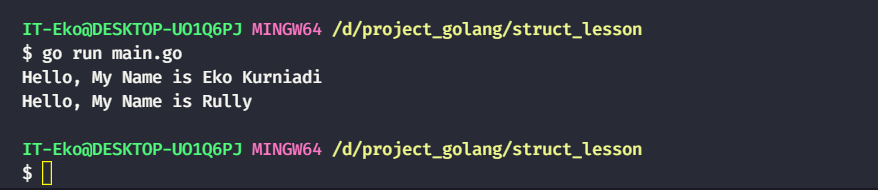 IT-Eko@DESKTOP-UO1Q6PJ MINGW64 /d/project_golang/struct_lesson
$ go run main.go
Hello, My Name is Eko Kurniadi
Hello, My Name is Rully
IT-Eko@DESKTOP-UO1Q6PJ MINGW64 /d/project_golang/struct_lesson
$